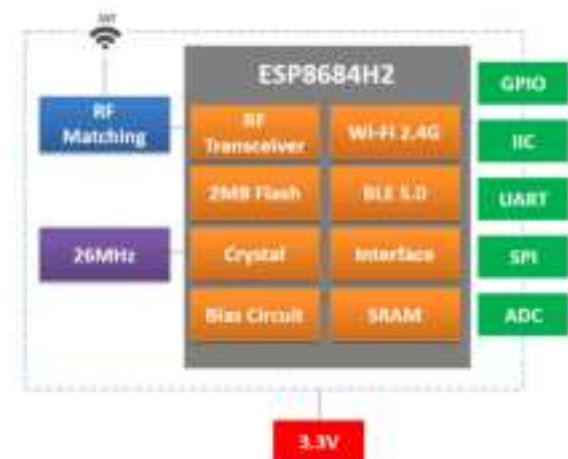 ANT
ESP8684H2
RF
Matching
RF
Transceiver
Wi-Fi 2.4G
GPIO
IIC
2MB Flash
BLE 5.0
UART
26MHz
Crystal
Interface
SPI
Bias Circuit
SRAM
ADC
3.3V